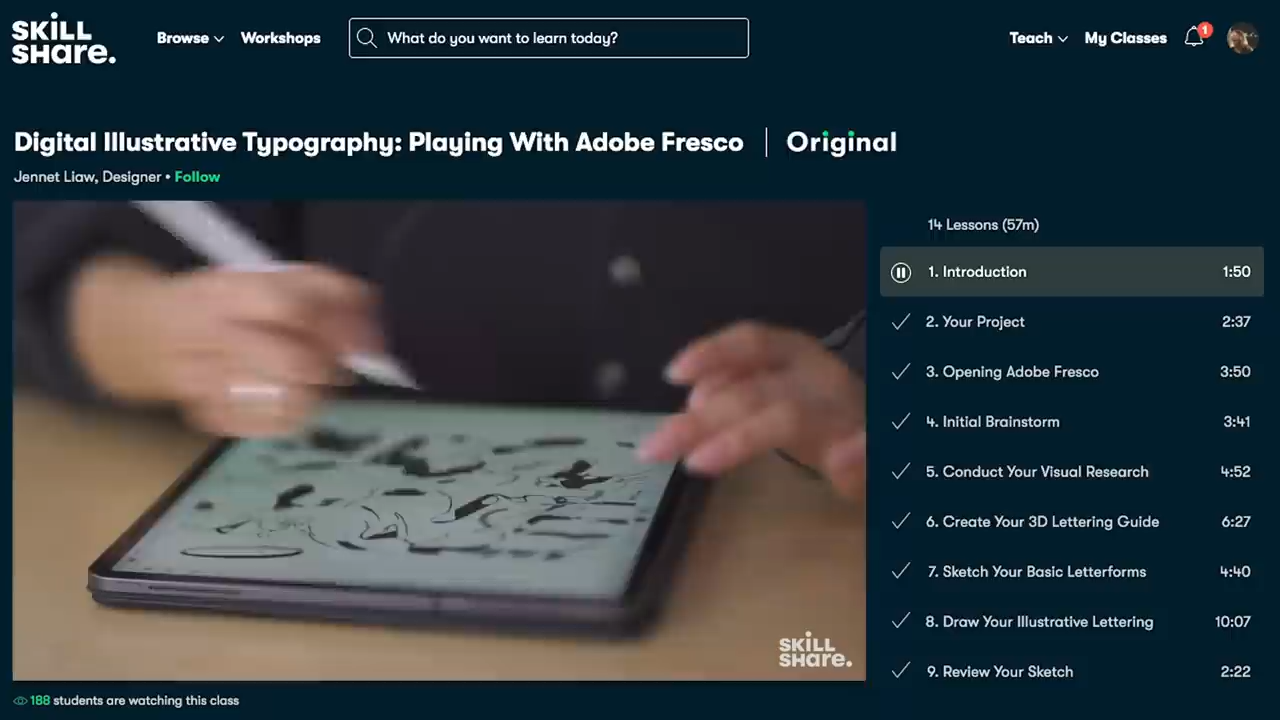 SKILL
SHare.
Browse
Workshops
What do you want to learn today?
Teach
My Classes
1
Digital Illustrative Typography: Playing With Adobe Fresco | Original
Jennet Liaw, Designer • Follow
14 Lessons (57m)
1. Introduction 1:50
2. Your Project 2:37
3. Opening Adobe Fresco 3:50
4. Initial Brainstorm 3:41
5. Conduct Your Visual Research 4:52
6. Create Your 3D Lettering Guide 6:27
7. Sketch Your Basic Letterforms 4:40
8. Draw Your Illustrative Lettering 10:07
9. Review Your Sketch 2:22
SKILL
SHare.
188 students are watching this class